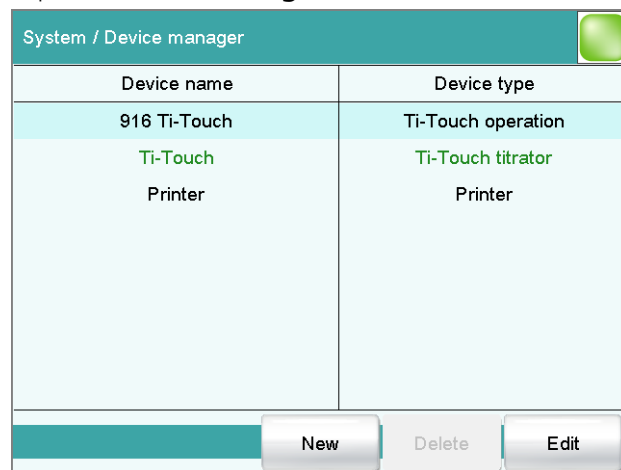 System / Device manager
Device name Device type
916 Ti-Touch Ti-Touch operation
Ti-Touch Ti-Touch titrator
Printer Printer
New Delete Edit